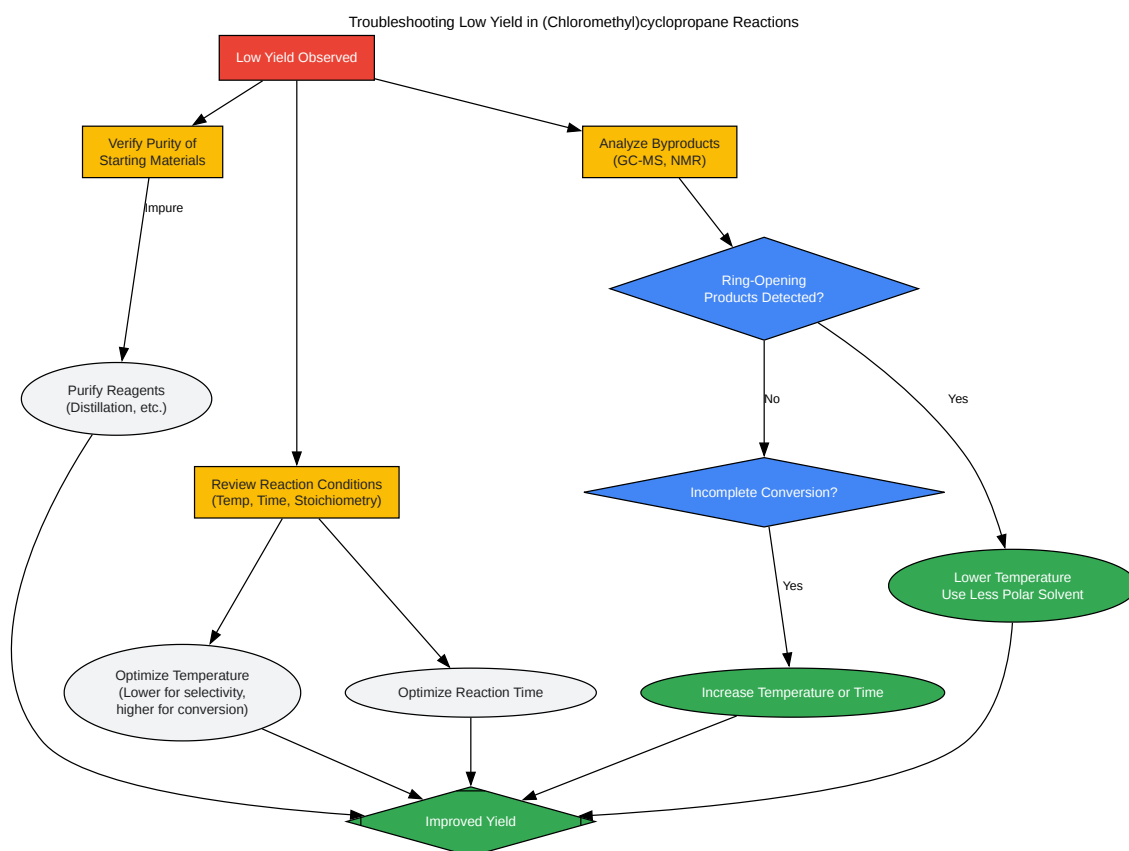 Troubleshooting Low Yield in (Chloromethyl)cyclopropane Reactions
Low Yield Observed
Verify Purity of
Starting Materials
Analyze Byproducts
(GC-MS, NMR)
Impure
Ring-Opening
Products Detected?
Purify Reagents
(Distillation, etc.)
No
Yes
Review Reaction Conditions
(Temp, Time, Stoichiometry)
Incomplete Conversion?
Yes
Lower Temperature
Use Less Polar Solvent
Optimize Temperature
(Lower for selectivity,
higher for conversion)
Optimize Reaction Time
Increase Temperature or Time
Improved Yield